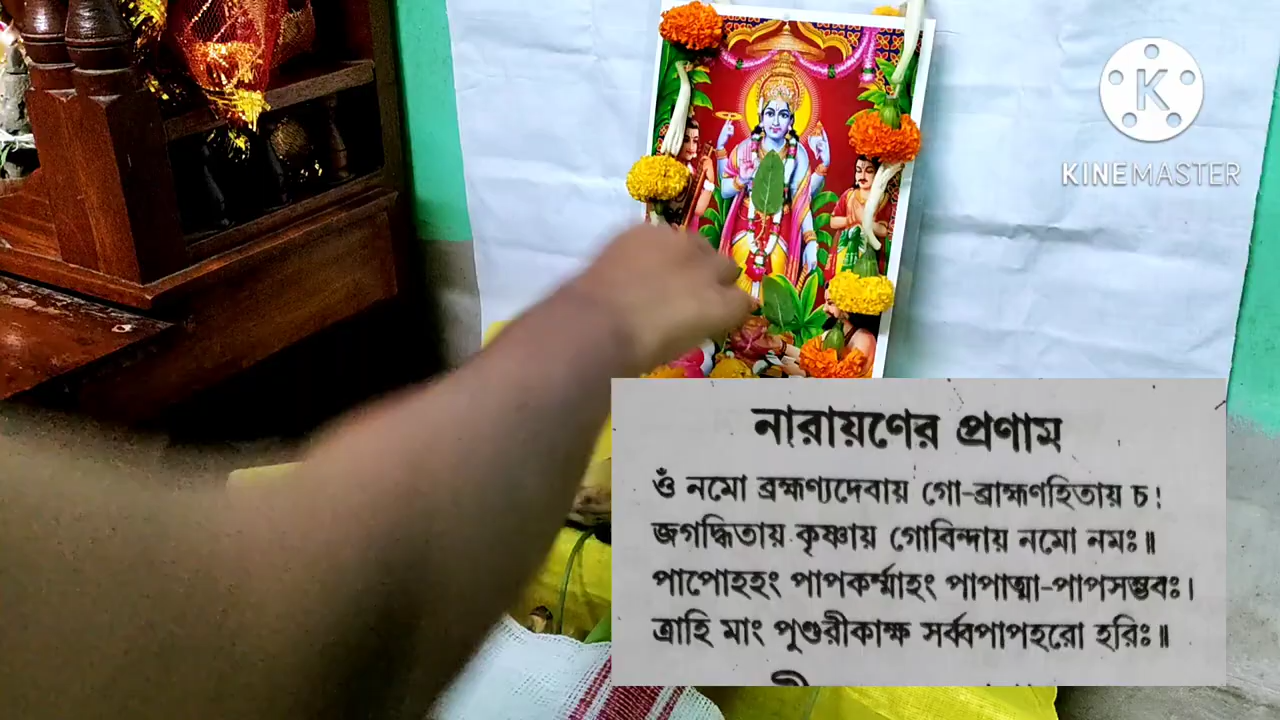 K
KINEMASTER
নারায়ণের প্রণাম
ওঁ নমো ব্রহ্মণ্যদেবায় গো-ব্রাহ্মণহিতায় চ!
জগদ্ধিতায় কৃষ্ণায় গোবিন্দায় নমো নমঃ॥
পাপোহহং পাপকর্ম্মাহং পাপাত্মা-পাপসম্ভবঃ।
ত্রাহি মাং পুণ্ডরীকাক্ষ সর্ব্বপাপহরো হরিঃ॥